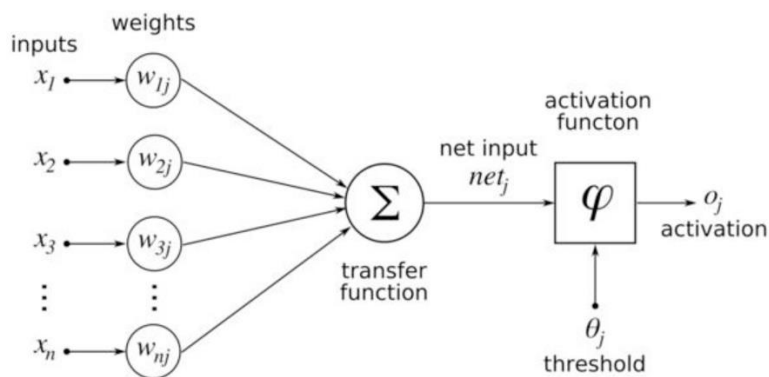 weights
inputs
x₁
w₁ⱼ
activation
functon
x₂
w₂ⱼ
net input
netⱼ
Σ
φ
oⱼ
activation
x₃
w₃ⱼ
transfer
function
⋮
⋮
θⱼ
threshold
xₙ
wₙⱼ